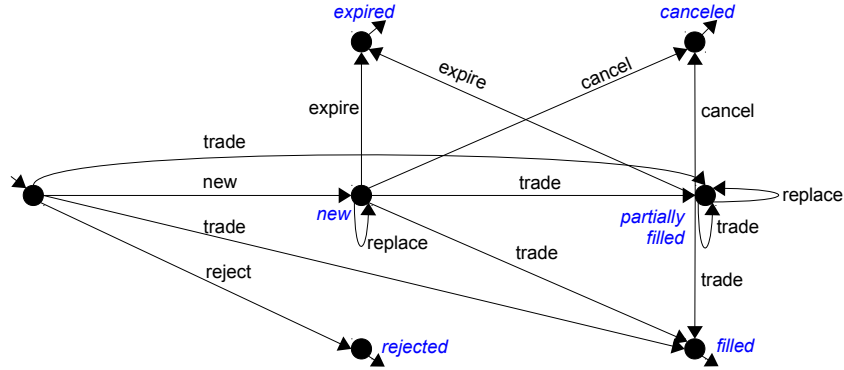 expired
canceled
expire
cancel
expire
cancel
trade
new
trade
replace
new
partially
filled
trade
replace
trade
trade
reject
trade
rejected
filled